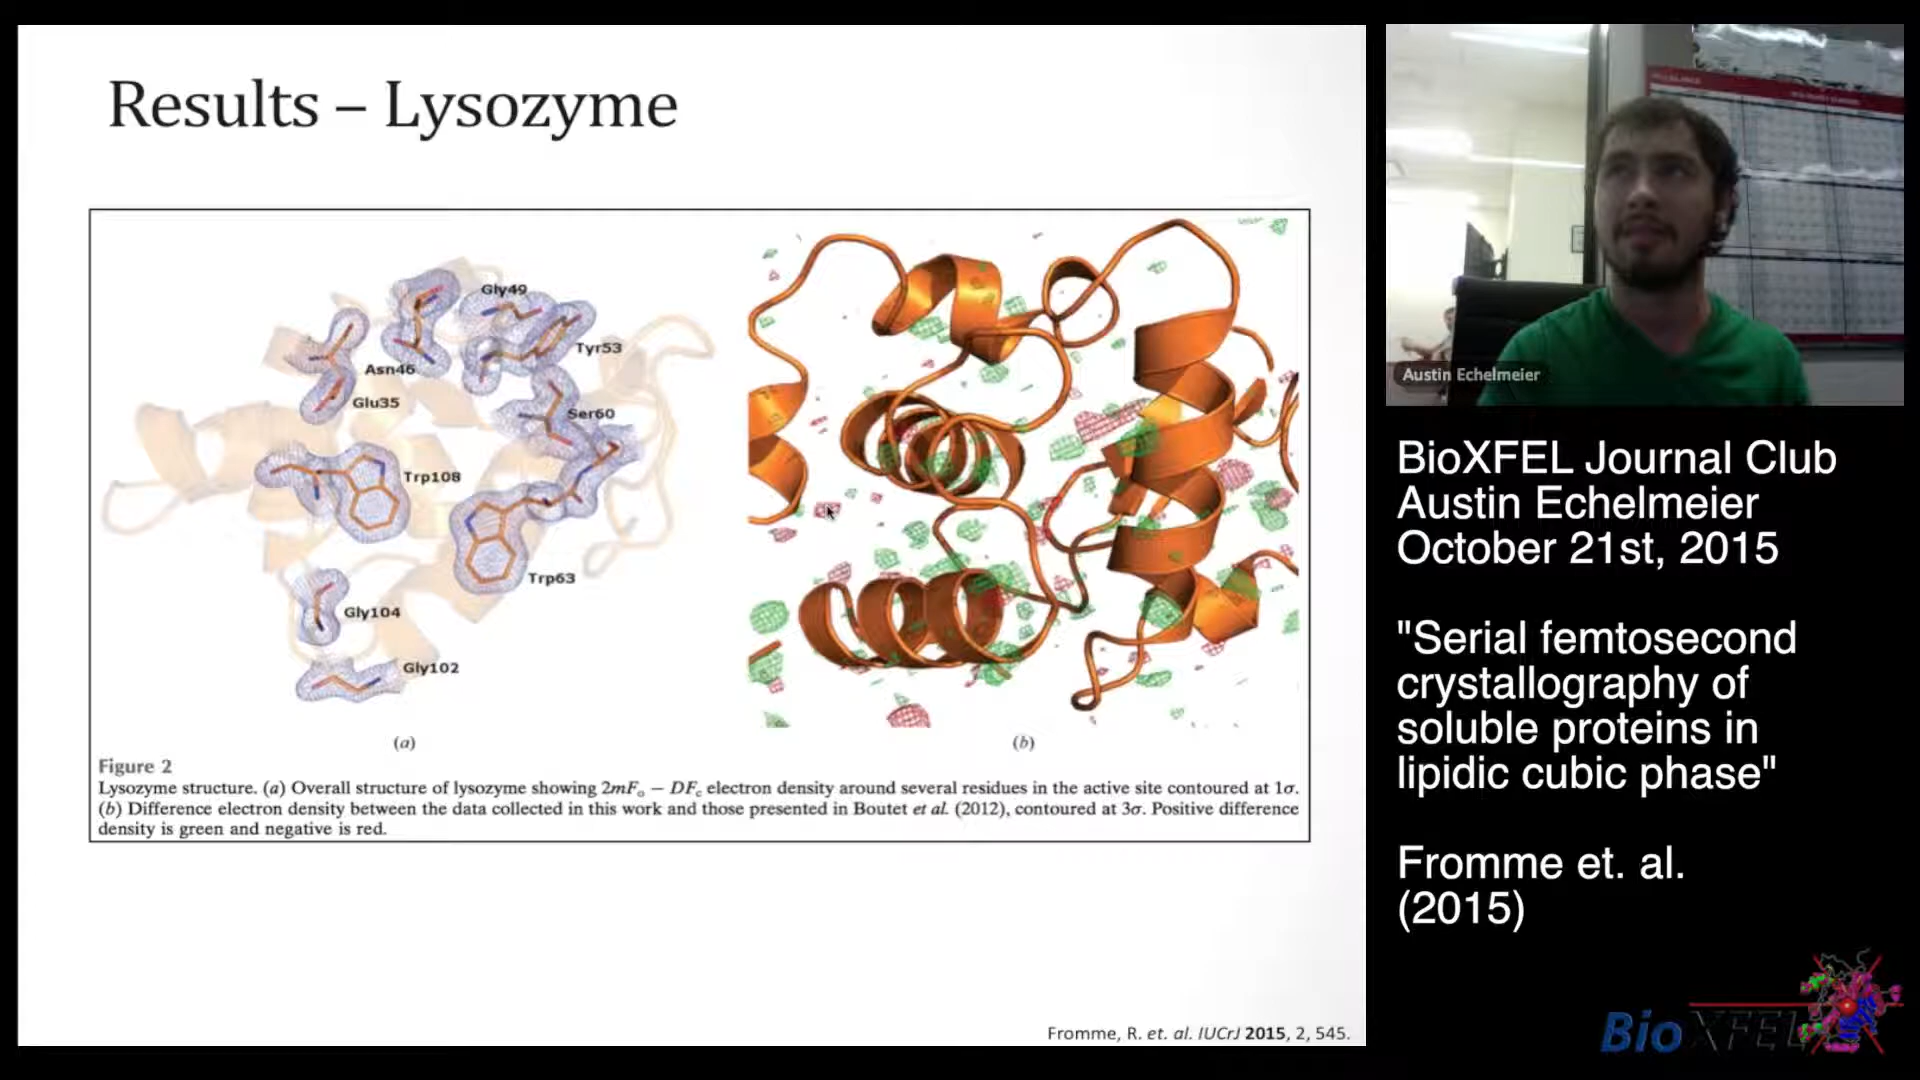 Results – Lysozyme
Gly49
Tyr53
Asn46
Glu35
Ser60
Trp108
Trp63
Gly104
Gly102
(a)
(b)
Figure 2
Lysozyme structure. (a) Overall structure of lysozyme showing 2mFo − DFc electron density around several residues in the active site contoured at 1σ.
(b) Difference electron density between the data collected in this work and those presented in Boutet et al. (2012), contoured at 3σ. Positive difference
density is green and negative is red.
Fromme, R. et. al. IUCrJ 2015, 2, 545.
Austin Echelmeier
BioXFEL Journal Club
Austin Echelmeier
October 21st, 2015
"Serial femtosecond
crystallography of
soluble proteins in
lipidic cubic phase"
Fromme et. al.
(2015)
BioXFEL